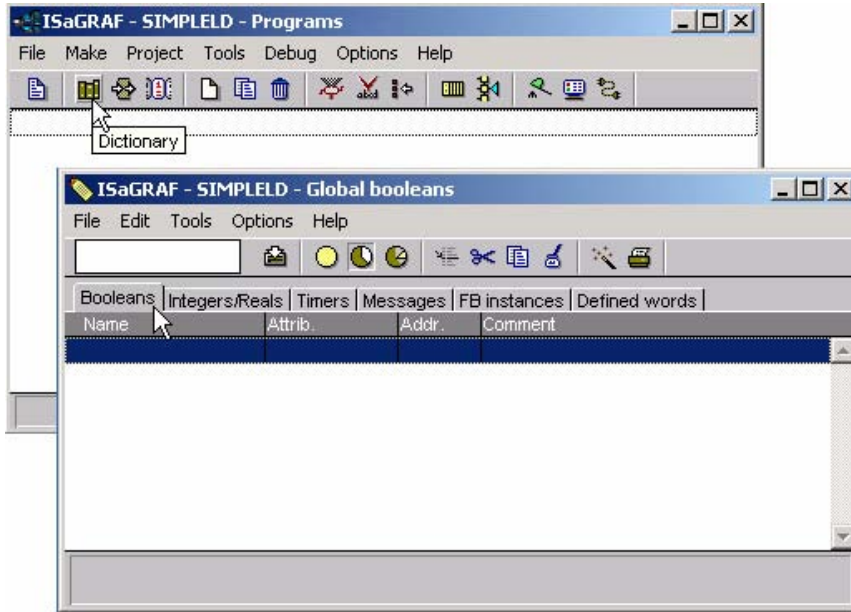 ISaGRAF - SIMPLELD - Programs
File Make Project Tools Debug Options Help
Dictionary
ISaGRAF - SIMPLELD - Global booleans
File Edit Tools Options Help
Booleans Integers/Reals Timers Messages FB instances Defined words
Name Attrib. Addr. Comment